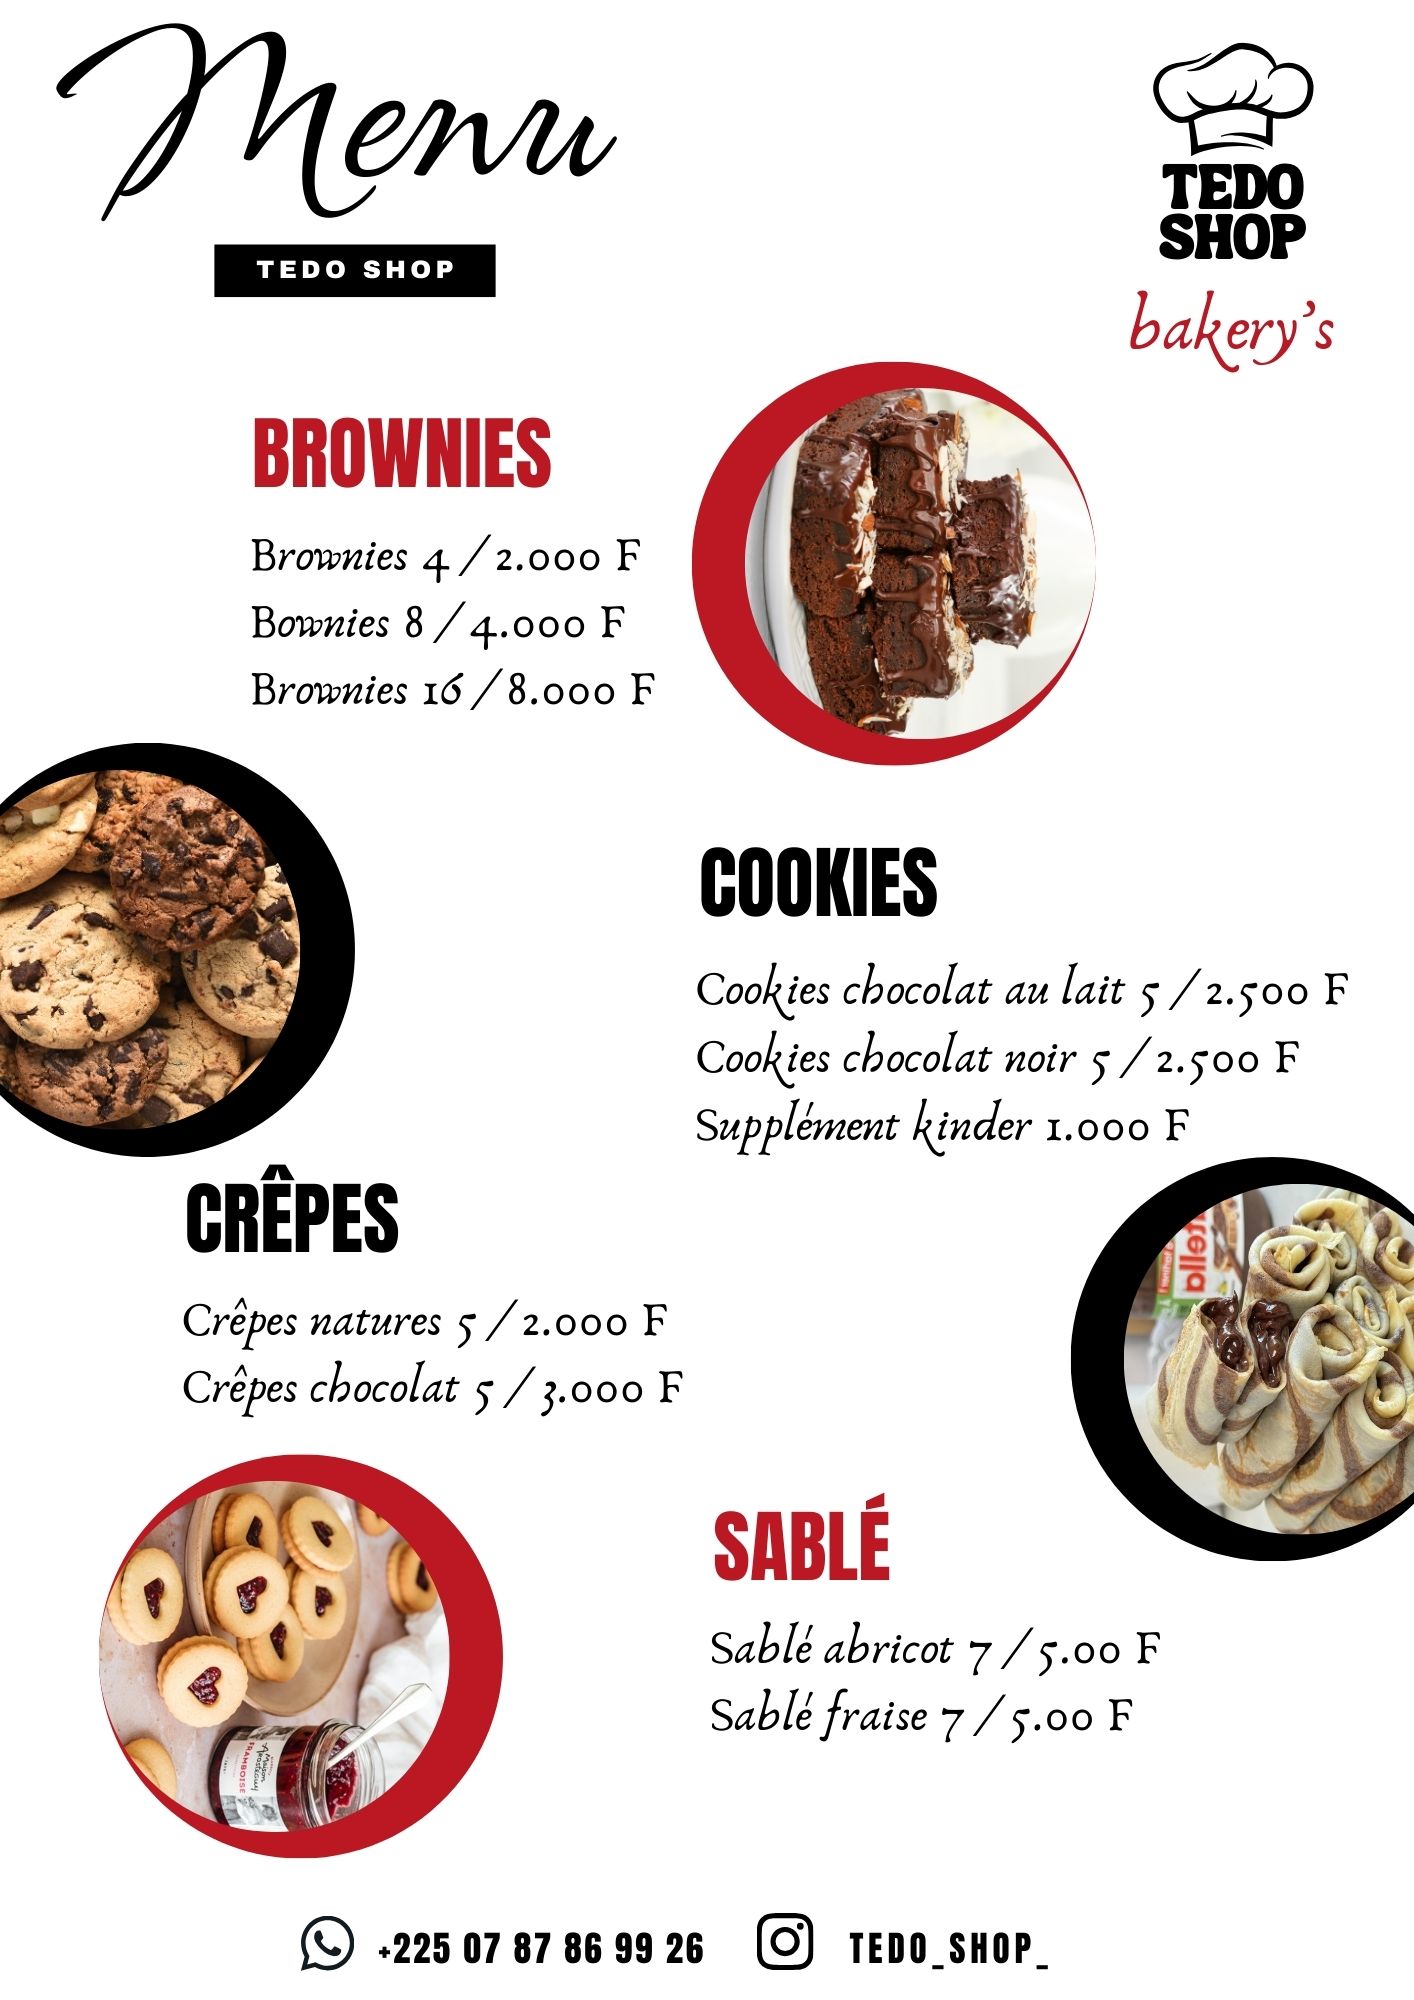 Menu
TEDO SHOP
TEDO
SHOP
bakery's
BROWNIES
Brownies 4 / 2.000 F
Bownies 8 / 4.000 F
Brownies 16 / 8.000 F
COOKIES
Cookies chocolat au lait 5 / 2.500 F
Cookies chocolat noir 5 / 2.500 F
Supplément kinder 1.000 F
CRÊPES
Crêpes natures 5 / 2.000 F
Crêpes chocolat 5 / 3.000 F
SABLÉ
Sablé abricot 7 / 5.00 F
Sablé fraise 7 / 5.00 F
FRAMBOISE
+225 07 87 86 99 26
TEDO_SHOP_